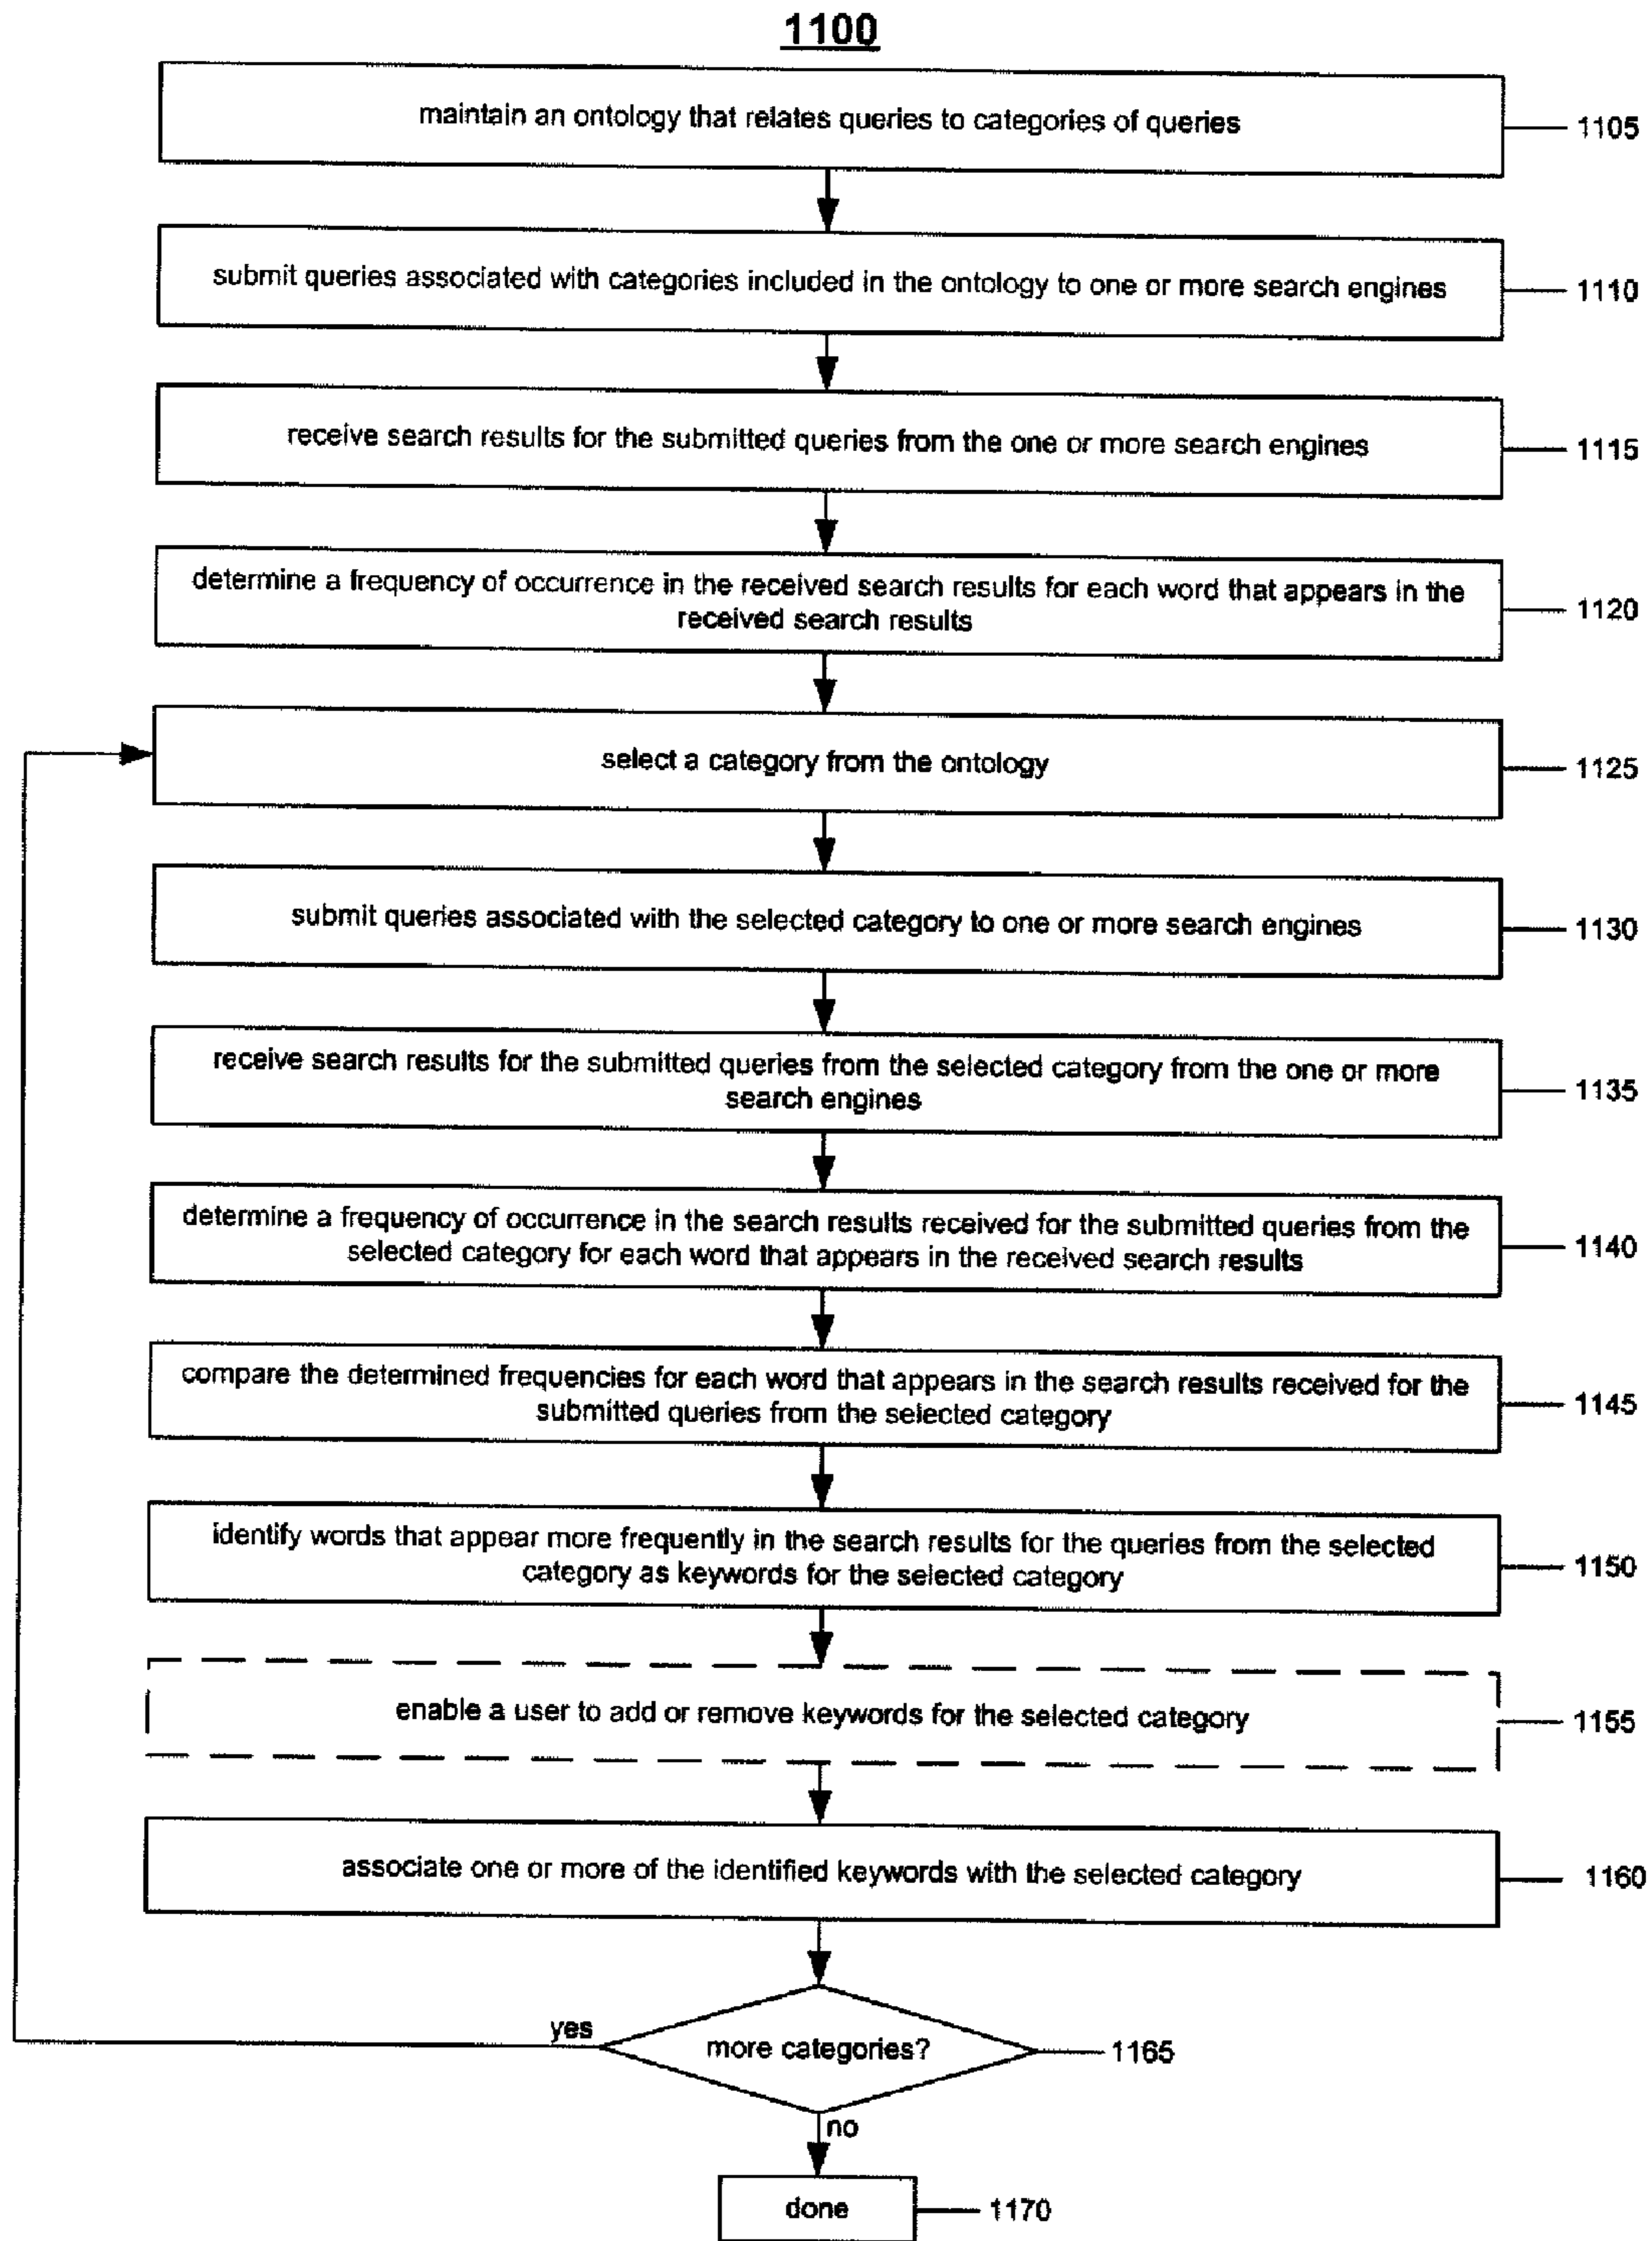 1100
maintain an ontology that relates queries to categories of queries
1105
submit queries associated with categories included in the ontology to one or more search engines
1110
receive search results for the submitted queries from the one or more search engines
1115
determine a frequency of occurrence in the received search results for each word that appears in the
received search results
1120
select a category from the ontology
1125
submit queries associated with the selected category to one or more search engines
1130
receive search results for the submitted queries from the selected category from the one or more
search engines
1135
determine a frequency of occurrence in the search results received for the submitted queries from the
selected category for each word that appears in the received search results
1140
compare the determined frequencies for each word that appears in the search results received for the
submitted queries from the selected category
1145
identify words that appear more frequently in the search results for the queries from the selected
category as keywords for the selected category
1150
enable a user to add or remove keywords for the selected category
1155
associate one or more of the identified keywords with the selected category
1160
yes
more categories?
1165
no
done
1170